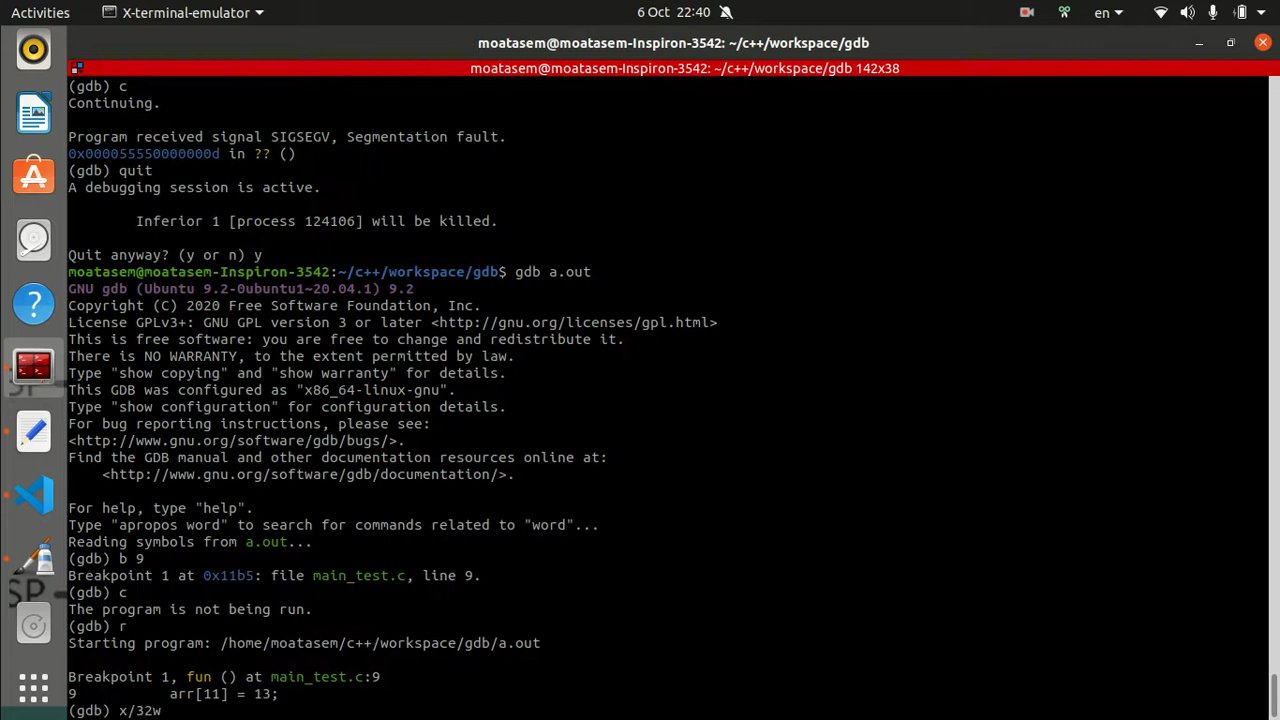 Activities X-terminal-emulator 6 Oct 22:40 en
moatasem@moatasem-Inspiron-3542: ~/c++/workspace/gdb
moatasem@moatasem-Inspiron-3542: ~/c++/workspace/gdb 142x38
(gdb) c
Continuing.
Program received signal SIGSEGV, Segmentation fault.
0x000055550000000d in ?? ()
(gdb) quit
A debugging session is active.
Inferior 1 [process 124106] will be killed.
Quit anyway? (y or n) y
moatasem@moatasem-Inspiron-3542:~/c++/workspace/gdb$ gdb a.out
GNU gdb (Ubuntu 9.2-0ubuntu1~20.04.1) 9.2
Copyright (C) 2020 Free Software Foundation, Inc.
License GPLv3+: GNU GPL version 3 or later <http://gnu.org/licenses/gpl.html>
This is free software: you are free to change and redistribute it.
There is NO WARRANTY, to the extent permitted by law.
Type "show copying" and "show warranty" for details.
This GDB was configured as "x86_64-linux-gnu".
Type "show configuration" for configuration details.
For bug reporting instructions, please see:
<http://www.gnu.org/software/gdb/bugs/>.
Find the GDB manual and other documentation resources online at:
<http://www.gnu.org/software/gdb/documentation/>.
For help, type "help".
Type "apropos word" to search for commands related to "word"...
Reading symbols from a.out...
(gdb) b 9
Breakpoint 1 at 0x11b5: file main_test.c, line 9.
(gdb) c
The program is not being run.
(gdb) r
Starting program: /home/moatasem/c++/workspace/gdb/a.out
Breakpoint 1, fun () at main_test.c:9
9 arr[11] = 13;
(gdb) x/32w